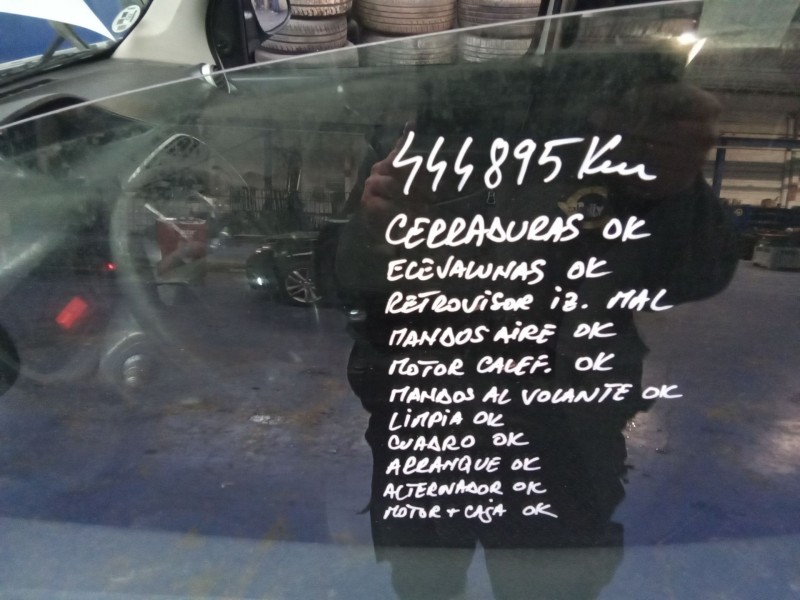 444895 Km
CERRADURAS OK
ELEVALUNAS OK
RETROVISOR iZ. MAL
MANDOS AIRE OK
MOTOR CALEF. OK
MANDOS AL VOLANTE OK
LIMPIA OK
CUADRO OK
ARRANQUE OK
ALTERNADOR OK
MOTOR + CAJA OK